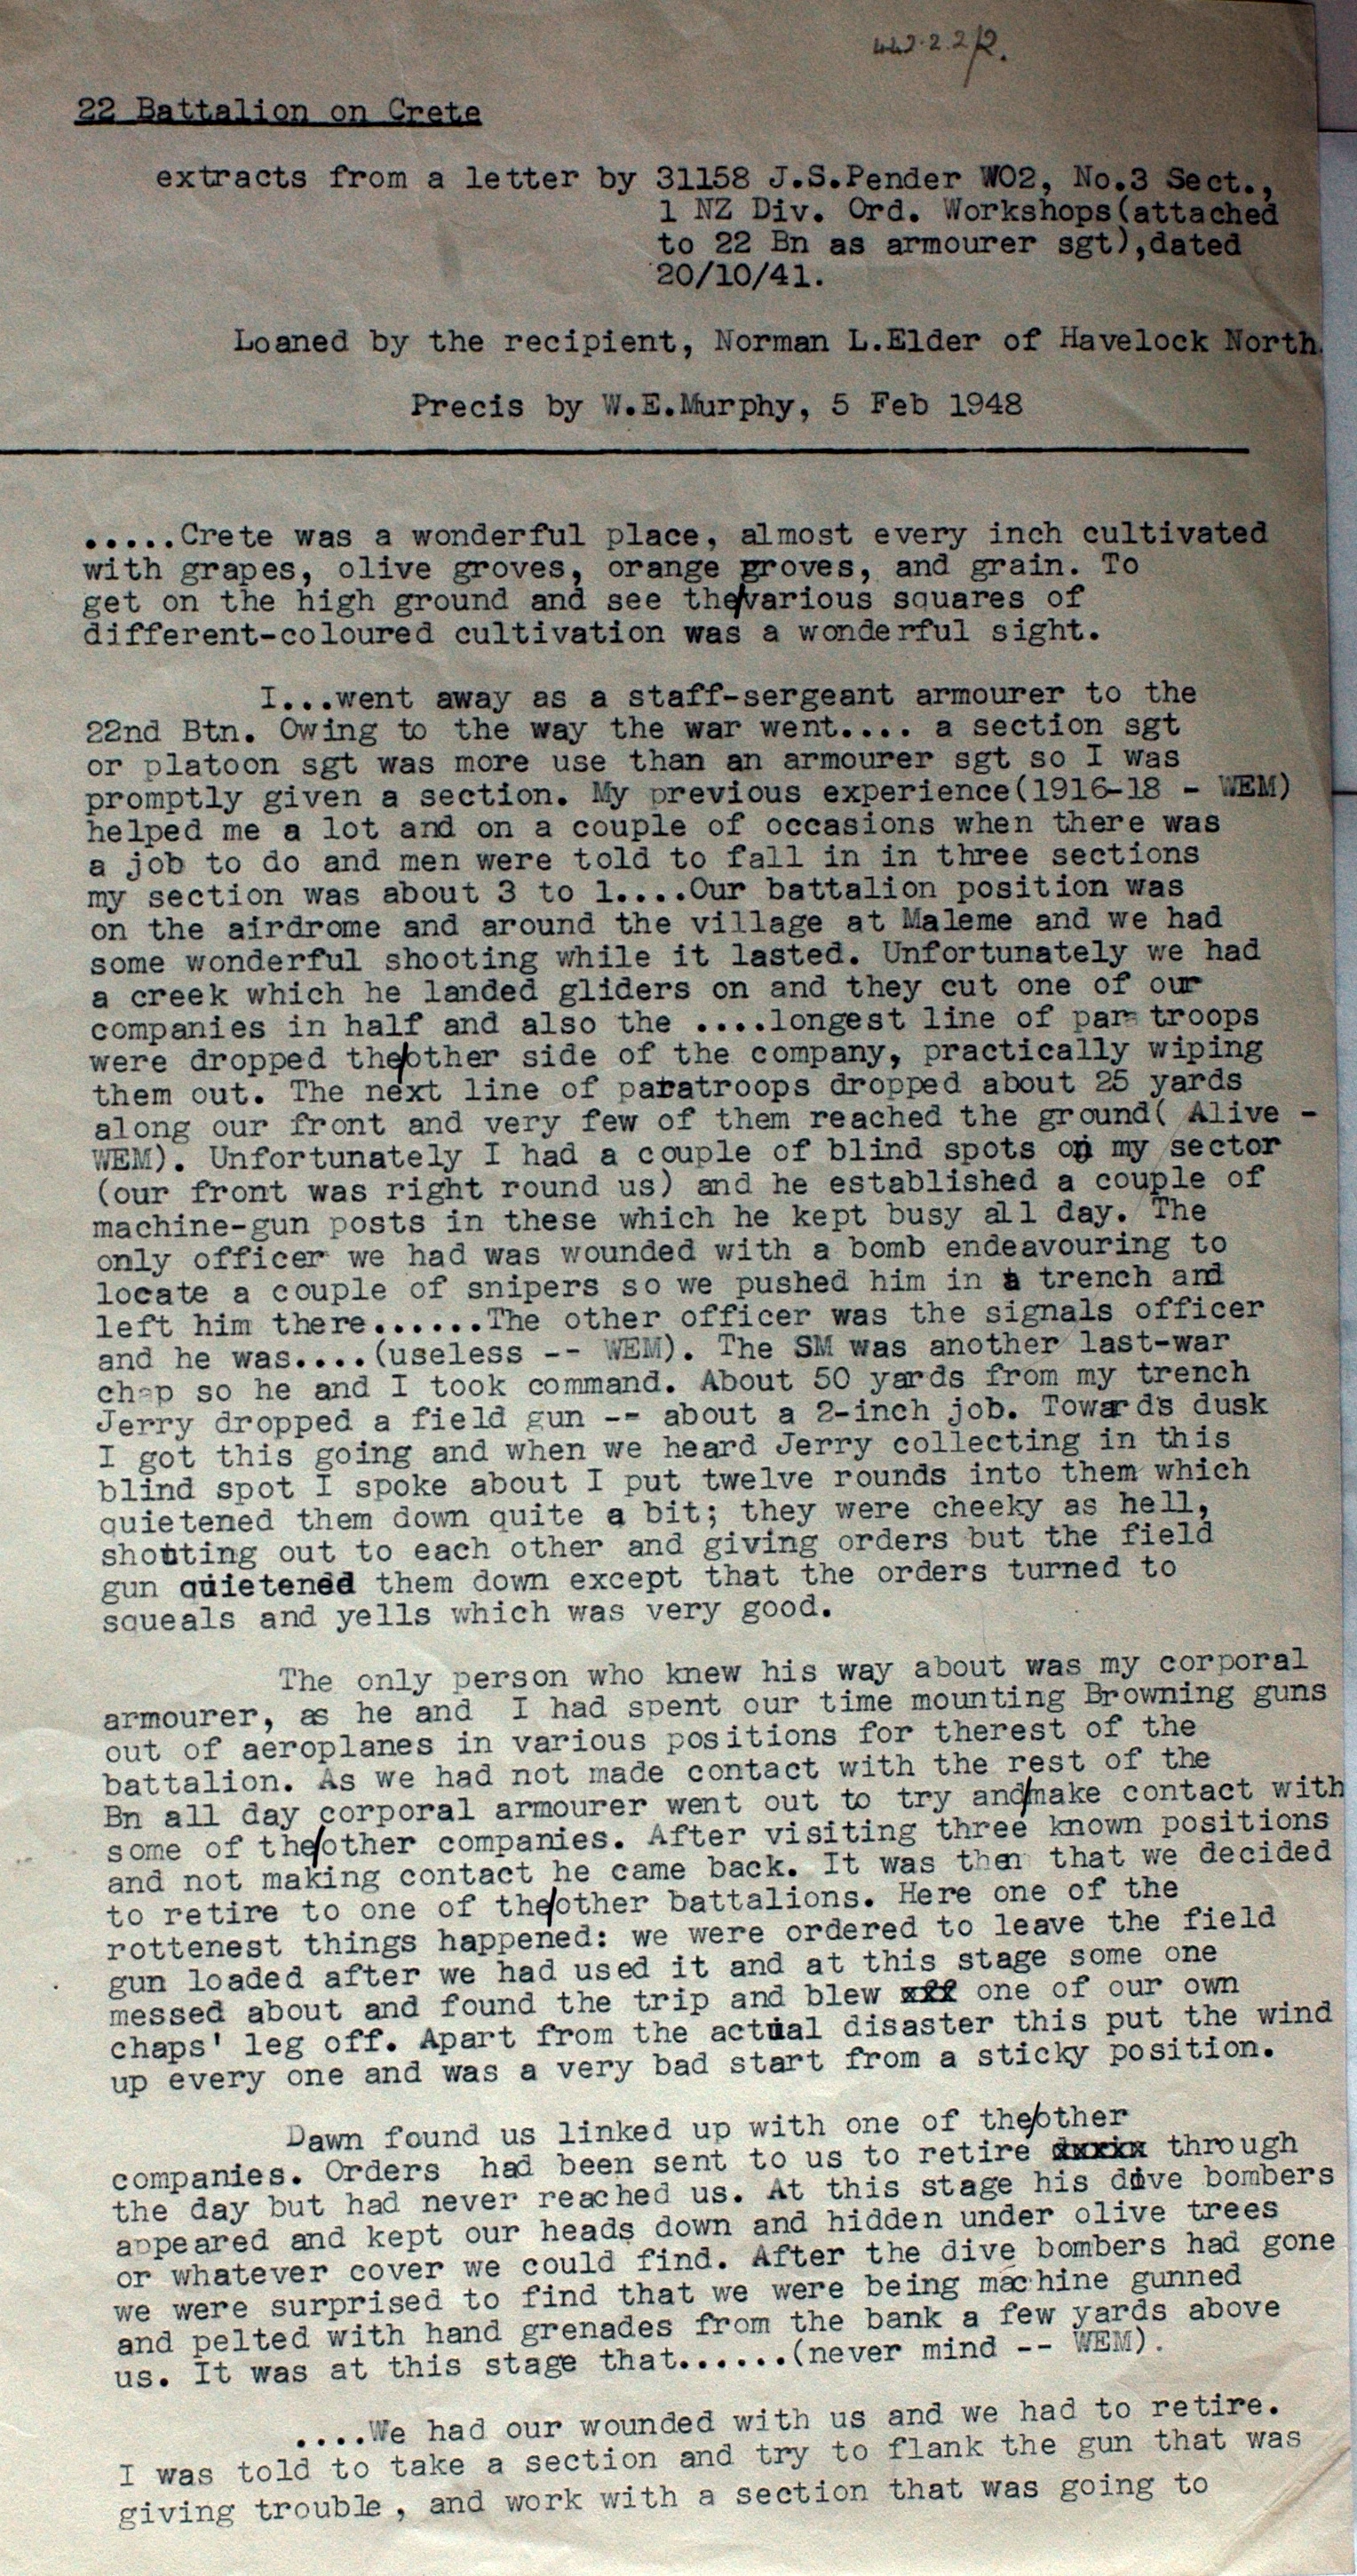 22 Battalion on Crete
extracts from a letter by 31158 J.S.Pender WO2, No.3 Sect.,
1 NZ Div. Ord. Workshops(attached
to 22 Bn as armourer sgt),dated
20/10/41.
Loaned by the recipient, Norman L.Elder of Havelock North.
Precis by W.E.Murphy, 5 Feb 1948
.....Crete was a wonderful place, almost every inch cultivated
with grapes, olive groves, orange groves, and grain. To
get on the high ground and see the/various squares of
different-coloured cultivation was a wonderful sight.
I...went away as a staff-sergeant armourer to the
22nd Btn. Owing to the way the war went.... a section sgt
or platoon sgt was more use than an armourer sgt so I was
promptly given a section. My previous experience(1916-18 - WEM)
helped me a lot and on a couple of occasions when there was
a job to do and men were told to fall in in three sections
my section was about 3 to 1....Our battalion position was
on the airdrome and around the village at Maleme and we had
some wonderful shooting while it lasted. Unfortunately we had
a creek which he landed gliders on and they cut one of our
companies in half and also the ....longest line of para troops
were dropped the/other side of the company, practically wiping
them out. The next line of paratroops dropped about 25 yards
along our front and very few of them reached the ground( Alive -
WEM). Unfortunately I had a couple of blind spots on my sector
(our front was right round us) and he established a couple of
machine-gun posts in these which he kept busy all day. The
only officer we had was wounded with a bomb endeavouring to
locate a couple of snipers so we pushed him in a trench and
left him there......The other officer was the signals officer
and he was....(useless -- WEM). The SM was another last-war
chap so he and I took command. About 50 yards from my trench
Jerry dropped a field gun -- about a 2-inch job. Towards dusk
I got this going and when we heard Jerry collecting in this
blind spot I spoke about I put twelve rounds into them which
quietened them down quite a bit; they were cheeky as hell,
shouting out to each other and giving orders but the field
gun quietened them down except that the orders turned to
squeals and yells which was very good.
The only person who knew his way about was my corporal
armourer, as he and I had spent our time mounting Browning guns
out of aeroplanes in various positions for therest of the
battalion. As we had not made contact with the rest of the
Bn all day corporal armourer went out to try and/make contact with
some of the/other companies. After visiting three known positions
and not making contact he came back. It was then that we decided
to retire to one of the/other battalions. Here one of the
rottenest things happened: we were ordered to leave the field
gun loaded after we had used it and at this stage some one
messed about and found the trip and blew xff one of our own
chaps' leg off. Apart from the actual disaster this put the wind
up every one and was a very bad start from a sticky position.
Dawn found us linked up with one of the/other
companies. Orders had been sent to us to retire through
the day but had never reached us. At this stage his dive bombers
appeared and kept our heads down and hidden under olive trees
or whatever cover we could find. After the dive bombers had gone
we were surprised to find that we were being machine gunned
and pelted with hand grenades from the bank a few yards above
us. It was at this stage that......(never mind -- WEM).
....We had our wounded with us and we had to retire.
I was told to take a section and try to flank the gun that was
giving trouble, and work with a section that was going to